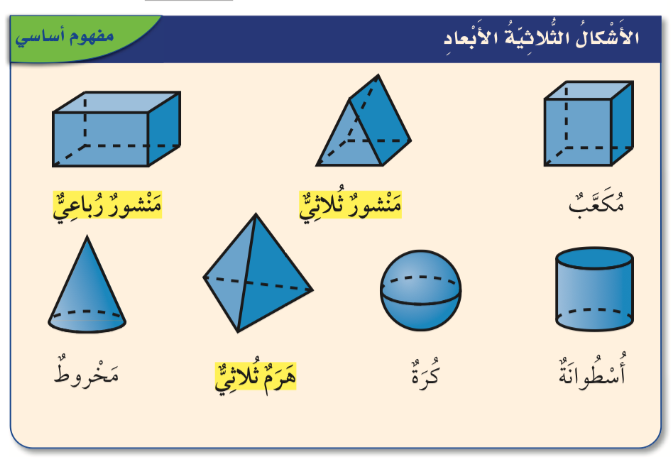 الأَشْكالُ الثُّلاثِيَّةُ الأَبْعادِ
مفهوم أساسي
مُكَعَّبٌ
مَنْشورٌ ثُلاثِيٌّ
مَنْشورٌ رُباعِيٌّ
أُسْطُوانَةٌ
كُرَةٌ
هَرَمٌ ثُلاثِيٌّ
مَخْروطٌ